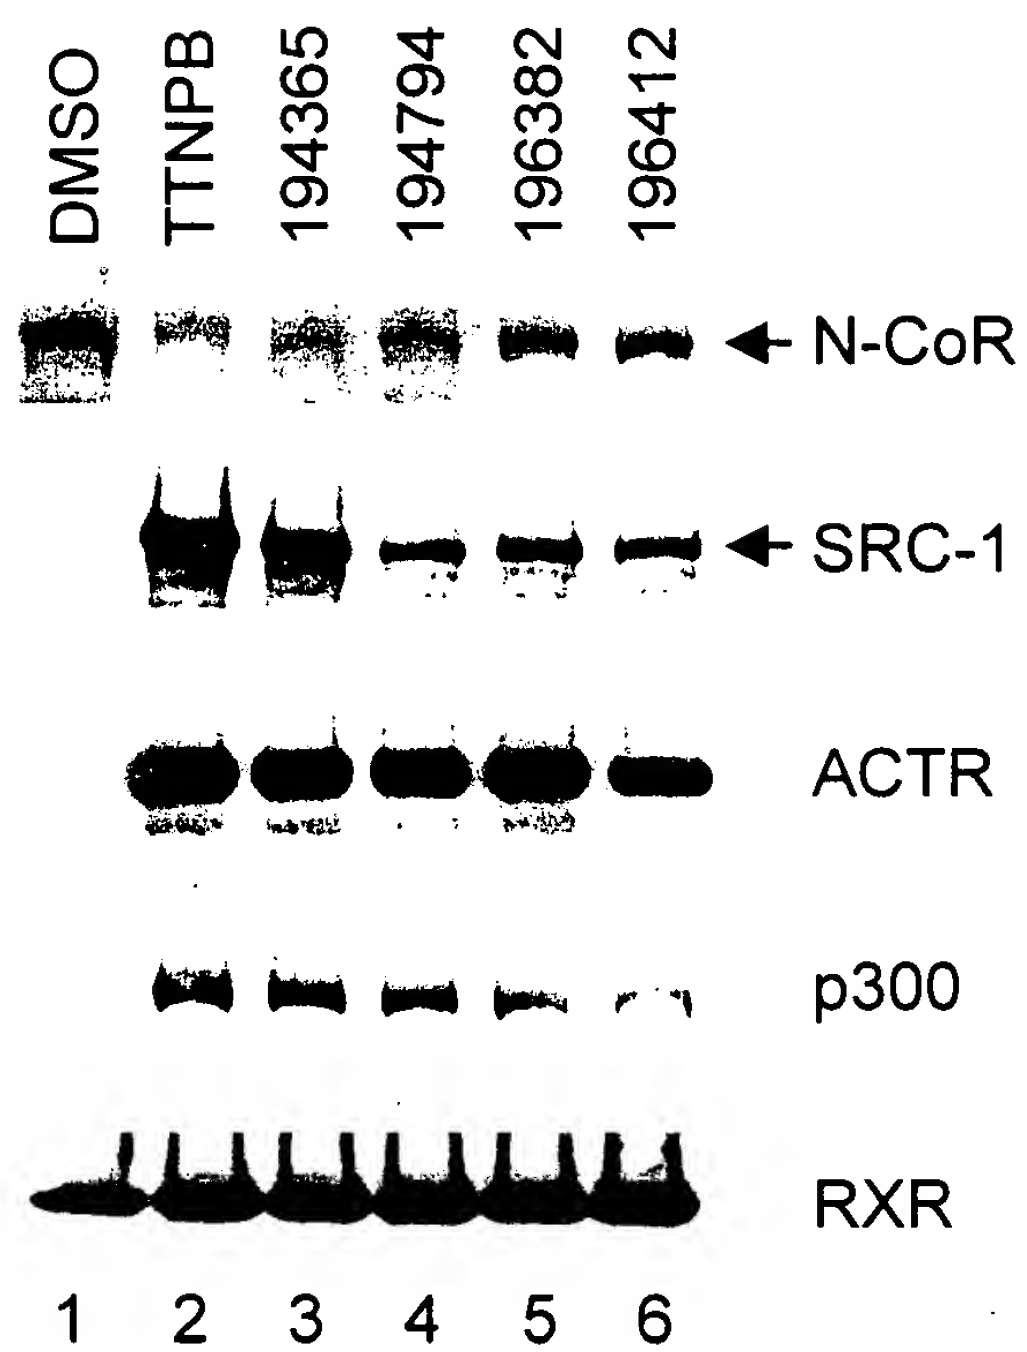 DMSO
TTNPB
194365
194794
196382
196412
N-CoR
SRC-1
ACTR
p300
RXR
1 2 3 4 5 6